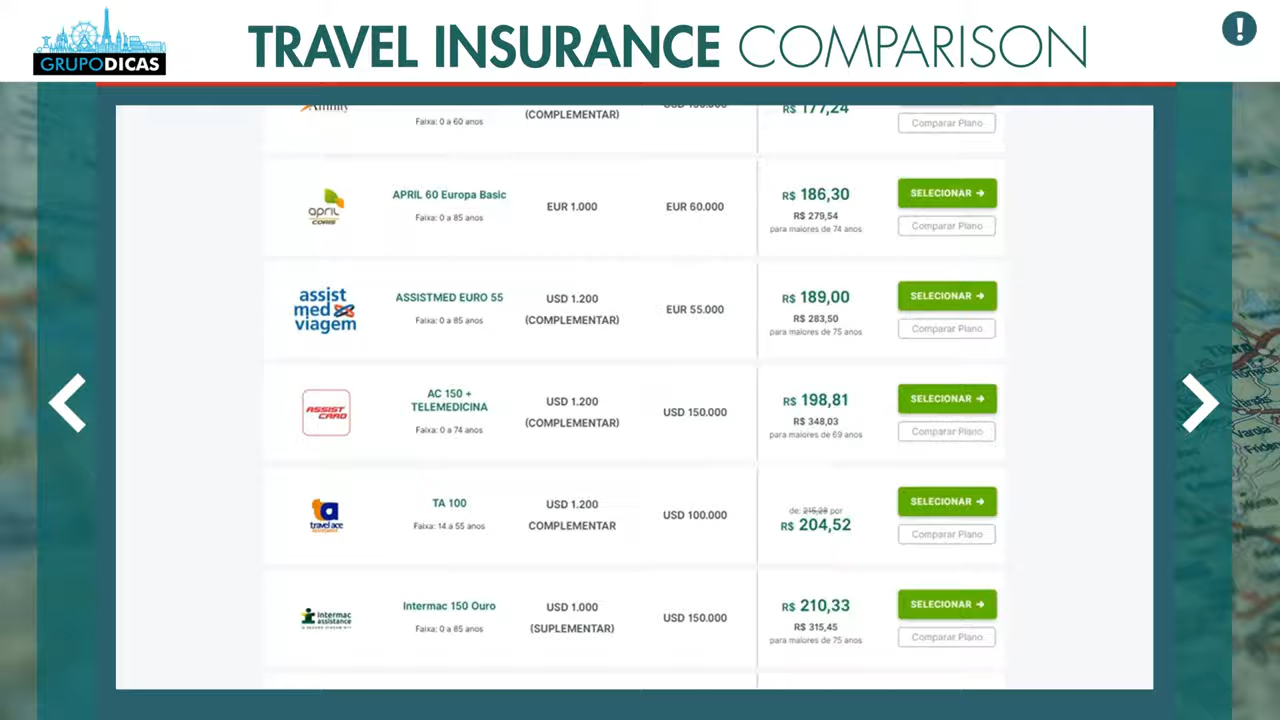 GRUPODICAS
TRAVEL INSURANCE COMPARISON
!
Affinity
Faixa: 0 a 60 anos
(COMPLEMENTAR)
R$ 177,24
Comparar Plano
april
CORIS
APRIL 60 Europa Basic
Faixa: 0 a 85 anos
EUR 1.000
EUR 60.000
R$ 186,30
R$ 279,54
para maiores de 74 anos
SELECIONAR →
Comparar Plano
assist
med
viagem
ASSISTMED EURO 55
Faixa: 0 a 85 anos
USD 1.200
(COMPLEMENTAR)
EUR 55.000
R$ 189,00
R$ 283,50
para maiores de 75 anos
SELECIONAR →
Comparar Plano
ASSIST
CARD
AC 150 +
TELEMEDICINA
Faixa: 0 a 74 anos
USD 1.200
(COMPLEMENTAR)
USD 150.000
R$ 198,81
R$ 348,03
para maiores de 69 anos
SELECIONAR →
Comparar Plano
ta
travel ace
TA 100
Faixa: 14 a 55 anos
USD 1.200
COMPLEMENTAR
USD 100.000
de: 215,28 por
R$ 204,52
SELECIONAR →
Comparar Plano
intermac
assistance
Intermac 150 Ouro
Faixa: 0 a 85 anos
USD 1.000
(SUPLEMENTAR)
USD 150.000
R$ 210,33
R$ 315,45
para maiores de 75 anos
SELECIONAR →
Comparar Plano